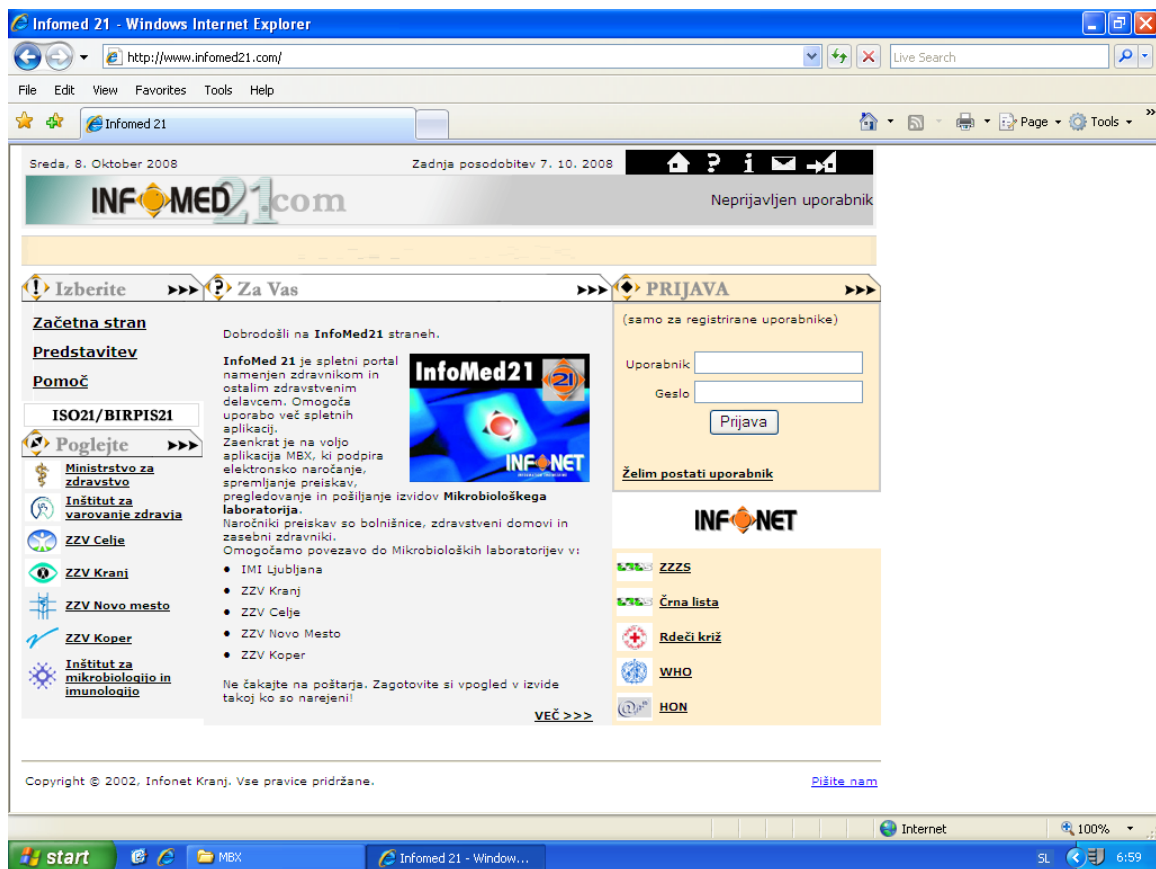 Infomed 21 - Windows Internet Explorer
http://www.infomed21.com/
Live Search
File Edit View Favorites Tools Help
Infomed 21
Page Tools
Sreda, 8. Oktober 2008
Zadnja posodobitev 7. 10. 2008
INFOMED21.com
Neprijavljen uporabnik
Izberite
Začetna stran
Predstavitev
Pomoč
ISO21/BIRPIS21
Poglejte
Ministrstvo za
zdravstvo
Inštitut za
varovanje zdravja
ZZV Celje
ZZV Kranj
ZZV Novo mesto
ZZV Koper
Inštitut za
mikrobiologijo in
imunologijo
Za Vas
Dobrodošli na InfoMed21 straneh.
InfoMed 21 je spletni portal
namenjen zdravnikom in
ostalim zdravstvenim
delavcem. Omogoča
uporabo več spletnih
aplikacij.
Zaenkrat je na voljo
aplikacija MBX, ki podpira
elektronsko naročanje,
spremljanje preiskav,
pregledovanje in pošiljanje izvidov Mikrobiološkega
laboratorija.
InfoMed21
21
INFONET
Naročniki preiskav so bolnišnice, zdravstveni domovi in
zasebni zdravniki.
Omogočamo povezavo do Mikrobioloških laboratorijev v:
• IMI Ljubljana
• ZZV Kranj
• ZZV Celje
• ZZV Novo Mesto
• ZZV Koper
Ne čakajte na poštarja. Zagotovite si vpogled v izvide
takoj ko so narejeni!
VEČ >>>
PRIJAVA
(samo za registrirane uporabnike)
Uporabnik
Geslo
Prijava
Želim postati uporabnik
INFONET
ZZZS
Črna lista
Rdeči križ
WHO
HON
Copyright © 2002, Infonet Kranj. Vse pravice pridržane.
Pišite nam
Internet
100%
start
MBX
Infomed 21 - Window...
SL
6:59